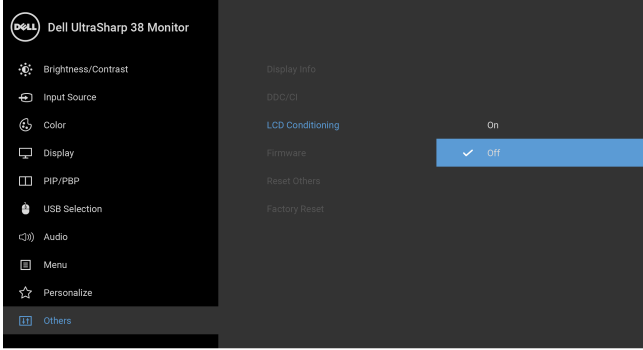 DELL Dell UltraSharp 38 Monitor
Brightness/Contrast
Input Source
Color
Display
PIP/PBP
USB Selection
Audio
Menu
Personalize
Others
Display Info
DDC/CI
LCD Conditioning
Firmware
Reset Others
Factory Reset
On
Off